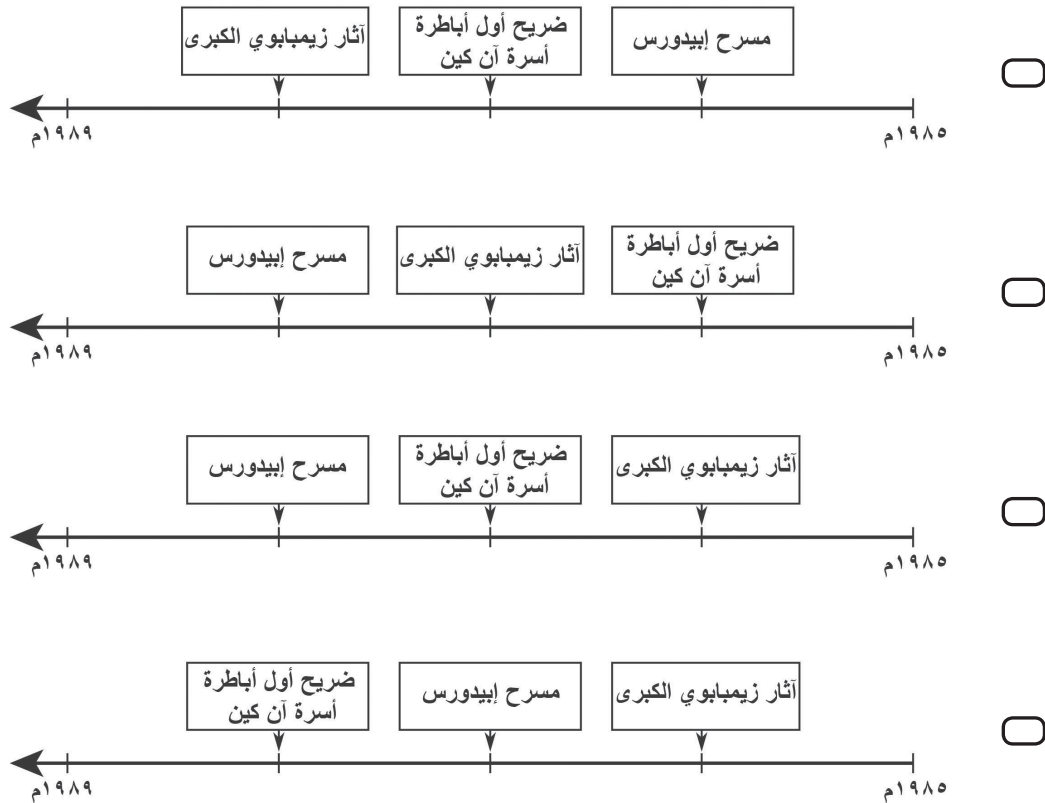 مسرح إبيدورس
ضريح أول أباطرة
أسرة آن كين
آثار زيمبابوي الكبرى
١٩٨٥م
١٩٨٩م
ضريح أول أباطرة
أسرة آن كين
آثار زيمبابوي الكبرى
مسرح إبيدورس
١٩٨٥م
١٩٨٩م
آثار زيمبابوي الكبرى
ضريح أول أباطرة
أسرة آن كين
مسرح إبيدورس
١٩٨٥م
١٩٨٩م
آثار زيمبابوي الكبرى
مسرح إبيدورس
ضريح أول أباطرة
أسرة آن كين
١٩٨٥م
١٩٨٩م